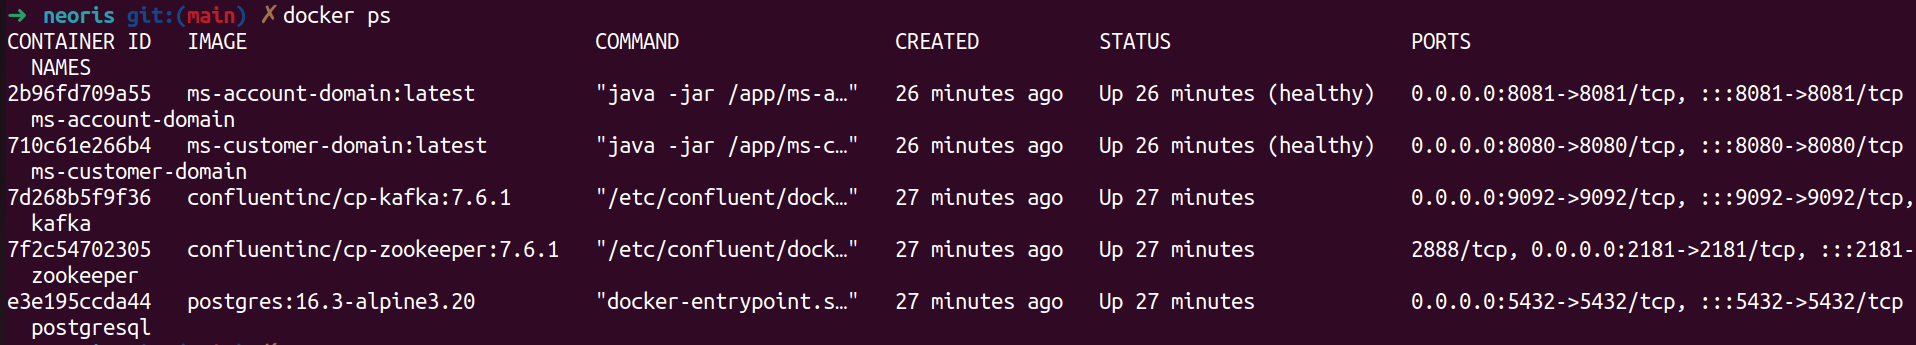 → neoris git:(main) ✗ docker ps
CONTAINER ID   IMAGE                             COMMAND                  CREATED          STATUS                    PORTS
  NAMES
2b96fd709a55   ms-account-domain:latest          "java -jar /app/ms-a…"   26 minutes ago   Up 26 minutes (healthy)   0.0.0.0:8081->8081/tcp, :::8081->8081/tcp
  ms-account-domain
710c61e266b4   ms-customer-domain:latest         "java -jar /app/ms-c…"   26 minutes ago   Up 26 minutes (healthy)   0.0.0.0:8080->8080/tcp, :::8080->8080/tcp
  ms-customer-domain
7d268b5f9f36   confluentinc/cp-kafka:7.6.1       "/etc/confluent/dock…"   27 minutes ago   Up 27 minutes             0.0.0.0:9092->9092/tcp, :::9092->9092/tcp,
  kafka
7f2c54702305   confluentinc/cp-zookeeper:7.6.1   "/etc/confluent/dock…"   27 minutes ago   Up 27 minutes             2888/tcp, 0.0.0.0:2181->2181/tcp, :::2181-
  zookeeper
e3e195ccda44   postgres:16.3-alpine3.20          "docker-entrypoint.s…"   27 minutes ago   Up 27 minutes             0.0.0.0:5432->5432/tcp, :::5432->5432/tcp
  postgresql